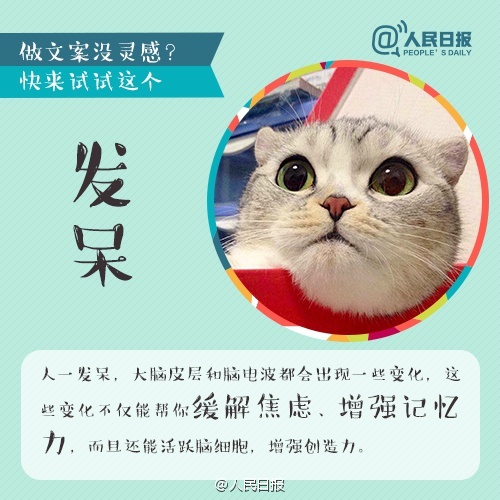 做文案没灵感？
快来试试这个
@人民日报
PEOPLE'S DAILY
发
呆
人一发呆，大脑皮层和脑电波都会出现一些变化，这
些变化不仅能帮你缓解焦虑、增强记忆
力，而且还能活跃脑细胞，增强创造力。
@人民日报